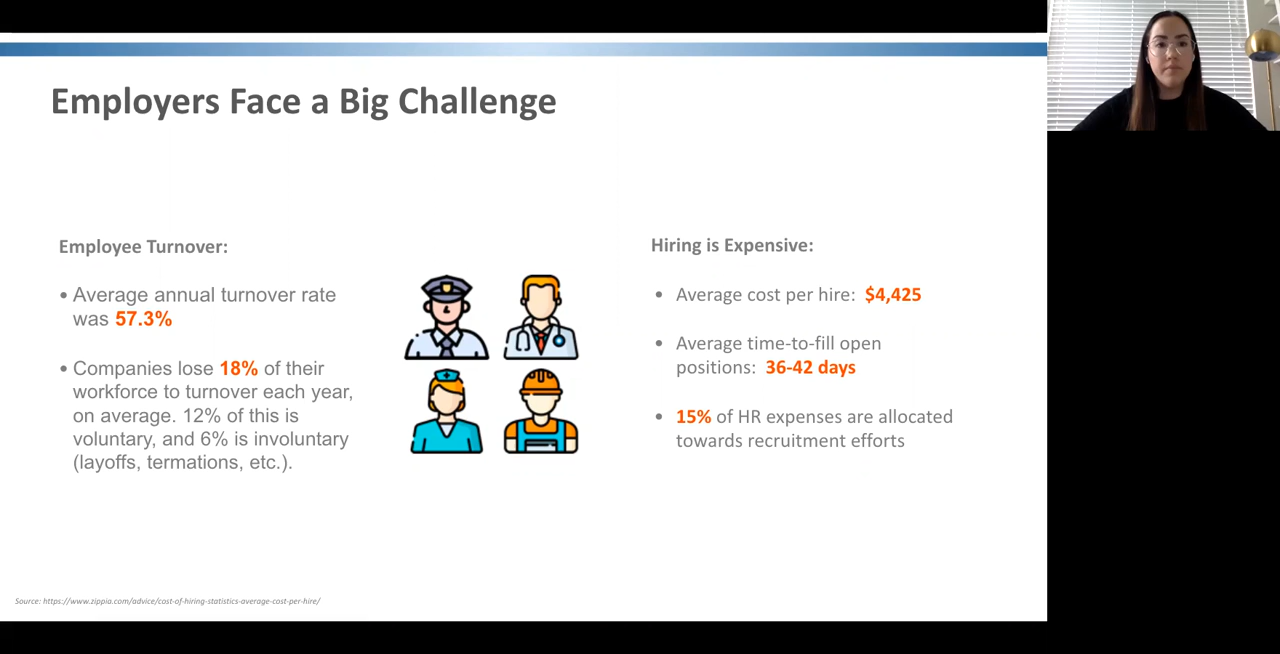 Employers Face a Big Challenge
Employee Turnover:
• Average annual turnover rate
was 57.3%
• Companies lose 18% of their
workforce to turnover each year,
on average. 12% of this is
voluntary, and 6% is involuntary
(layoffs, termations, etc.).
Hiring is Expensive:
• Average cost per hire: $4,425
• Average time-to-fill open
positions: 36-42 days
• 15% of HR expenses are allocated
towards recruitment efforts
Source: https://www.zippia.com/advice/cost-of-hiring-statistics-average-cost-per-hire/